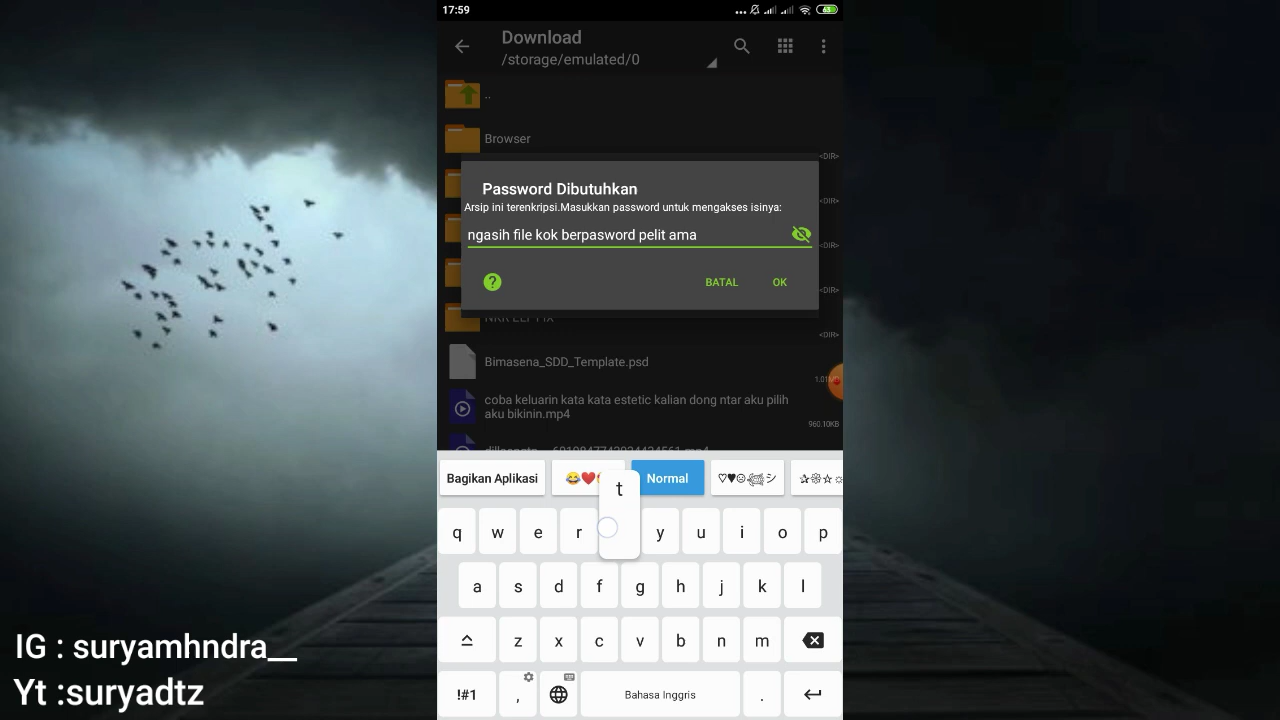 17:59
63
Download
/storage/emulated/0
..
Browser
<DIR>
Password Dibutuhkan
Arsip ini terenkripsi.Masukkan password untuk mengakses isinya:
<DIR>
ngasih file kok berpasword pelit ama
<DIR>
?
BATAL
OK
<DIR>
<DIR>
Bimasena_SDD_Template.psd
coba keluarin kata kata estetic kalian dong ntar aku pilih
aku bikinin.mp4
960.10KB
Bagikan Aplikasi
Normal
t
q w e r y u i o p
a s d f g h j k l
z x c v b n m
!#1 , Bahasa Inggris .
IG : suryamhndra__
Yt :suryadtz